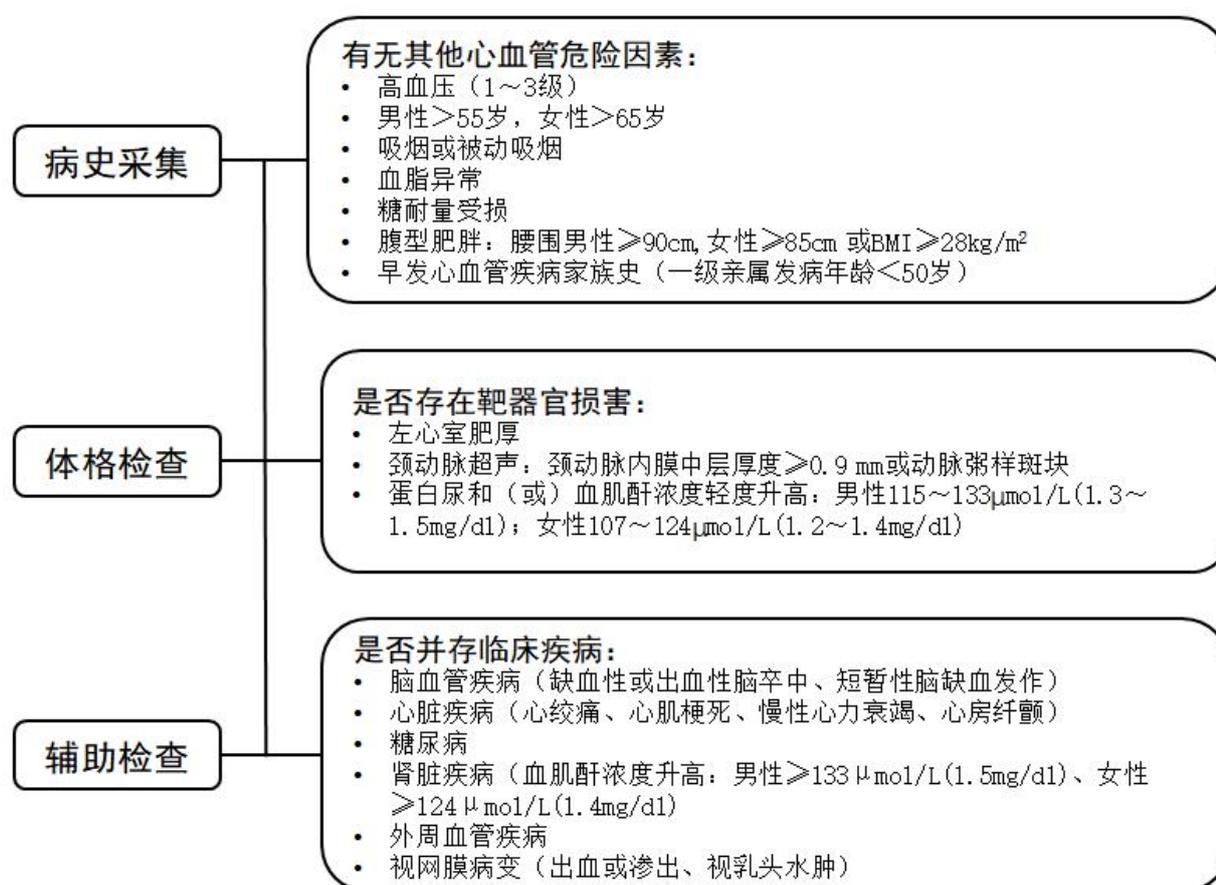 病史采集
有无其他心血管危险因素：
• 高血压（1～3级）
• 男性＞55岁，女性＞65岁
• 吸烟或被动吸烟
• 血脂异常
• 糖耐量受损
• 腹型肥胖：腰围男性≥90cm,女性≥85cm 或BMI≥28kg/m²
• 早发心血管疾病家族史（一级亲属发病年龄＜50岁）
体格检查
是否存在靶器官损害：
• 左心室肥厚
• 颈动脉超声：颈动脉内膜中层厚度≥0.9 mm或动脉粥样斑块
• 蛋白尿和（或）血肌酐浓度轻度升高：男性115～133μmol/L(1.3～
1.5mg/dl)；女性107～124μmol/L(1.2～1.4mg/dl)
辅助检查
是否并存临床疾病：
• 脑血管疾病（缺血性或出血性脑卒中、短暂性脑缺血发作）
• 心脏疾病（心绞痛、心肌梗死、慢性心力衰竭、心房纤颤）
• 糖尿病
• 肾脏疾病（血肌酐浓度升高：男性≥133μmol/L(1.5mg/dl)、女性
≥124μmol/L(1.4mg/dl)
• 外周血管疾病
• 视网膜病变（出血或渗出、视乳头水肿）